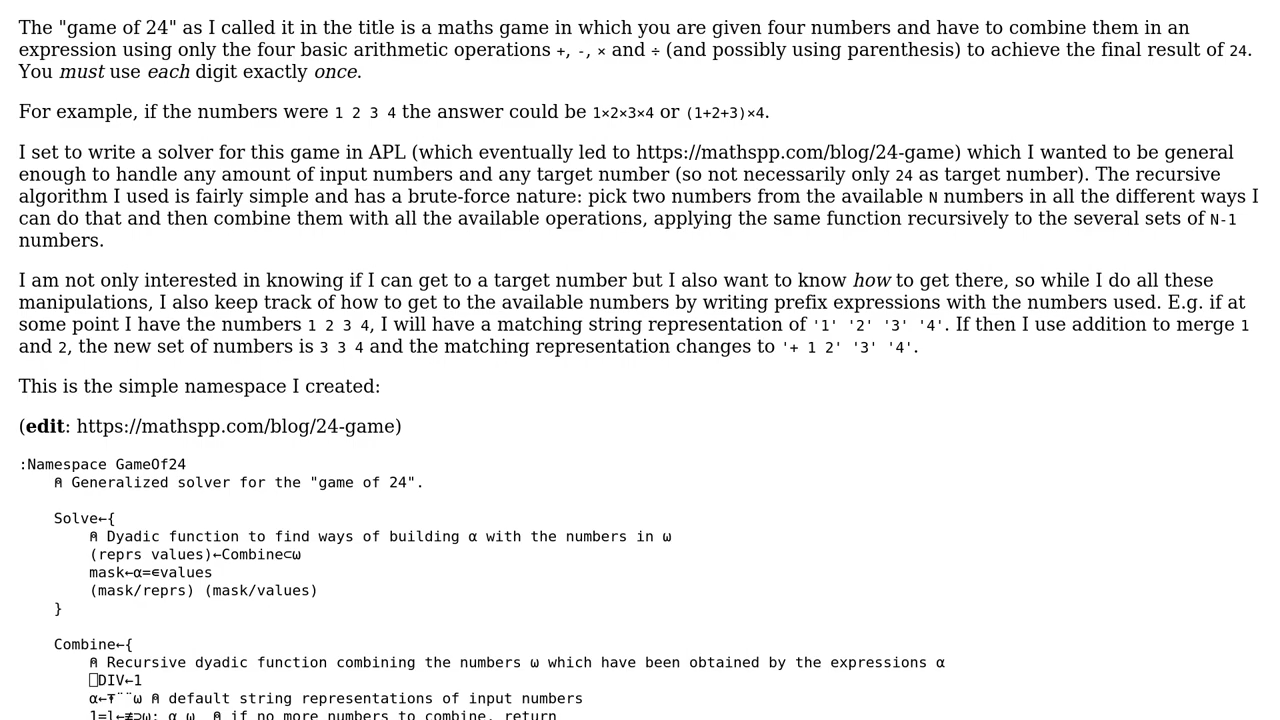 The "game of 24" as I called it in the title is a maths game in which you are given four numbers and have to combine them in an
expression using only the four basic arithmetic operations +, -, × and ÷ (and possibly using parenthesis) to achieve the final result of 24.
You must use each digit exactly once.
For example, if the numbers were 1 2 3 4 the answer could be 1×2×3×4 or (1+2+3)×4.
I set to write a solver for this game in APL (which eventually led to https://mathspp.com/blog/24-game) which I wanted to be general
enough to handle any amount of input numbers and any target number (so not necessarily only 24 as target number). The recursive
algorithm I used is fairly simple and has a brute-force nature: pick two numbers from the available N numbers in all the different ways I
can do that and then combine them with all the available operations, applying the same function recursively to the several sets of N-1
numbers.
I am not only interested in knowing if I can get to a target number but I also want to know how to get there, so while I do all these
manipulations, I also keep track of how to get to the available numbers by writing prefix expressions with the numbers used. E.g. if at
some point I have the numbers 1 2 3 4, I will have a matching string representation of '1' '2' '3' '4'. If then I use addition to merge 1
and 2, the new set of numbers is 3 3 4 and the matching representation changes to '+ 1 2' '3' '4'.
This is the simple namespace I created:
(edit: https://mathspp.com/blog/24-game)
:Namespace GameOf24
⍝ Generalized solver for the "game of 24".
Solve←{
⍝ Dyadic function to find ways of building ⍺ with the numbers in ⍵
(reprs values)←Combine⊂⍵
mask←⍺=∊values
(mask/reprs) (mask/values)
}
Combine←{
⍝ Recursive dyadic function combining the numbers ⍵ which have been obtained by the expressions ⍺
⎕DIV←1
⍺←⍕¨¨⍵ ⍝ default string representations of input numbers
1=l←≢⊃⍵: ⍺ ⍵ ⍝ if no more numbers to combine, return